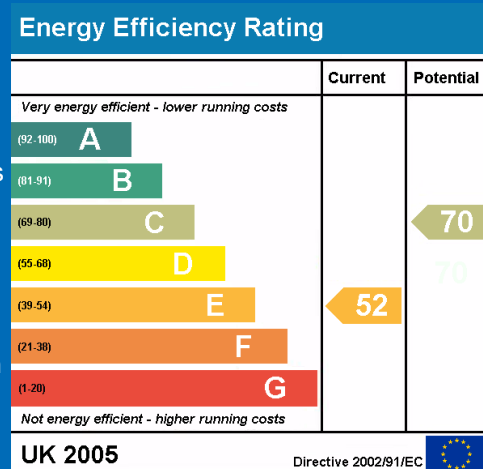 Energy Efficiency Rating
Current Potential
Very energy efficient - lower running costs
(92-100) A
(81-91) B
(69-80) C 70
(55-68) D
70
(39-54) E 52
(21-38) F
(1-20) G
Not energy efficient - higher running costs
UK 2005 Directive 2002/91/EC